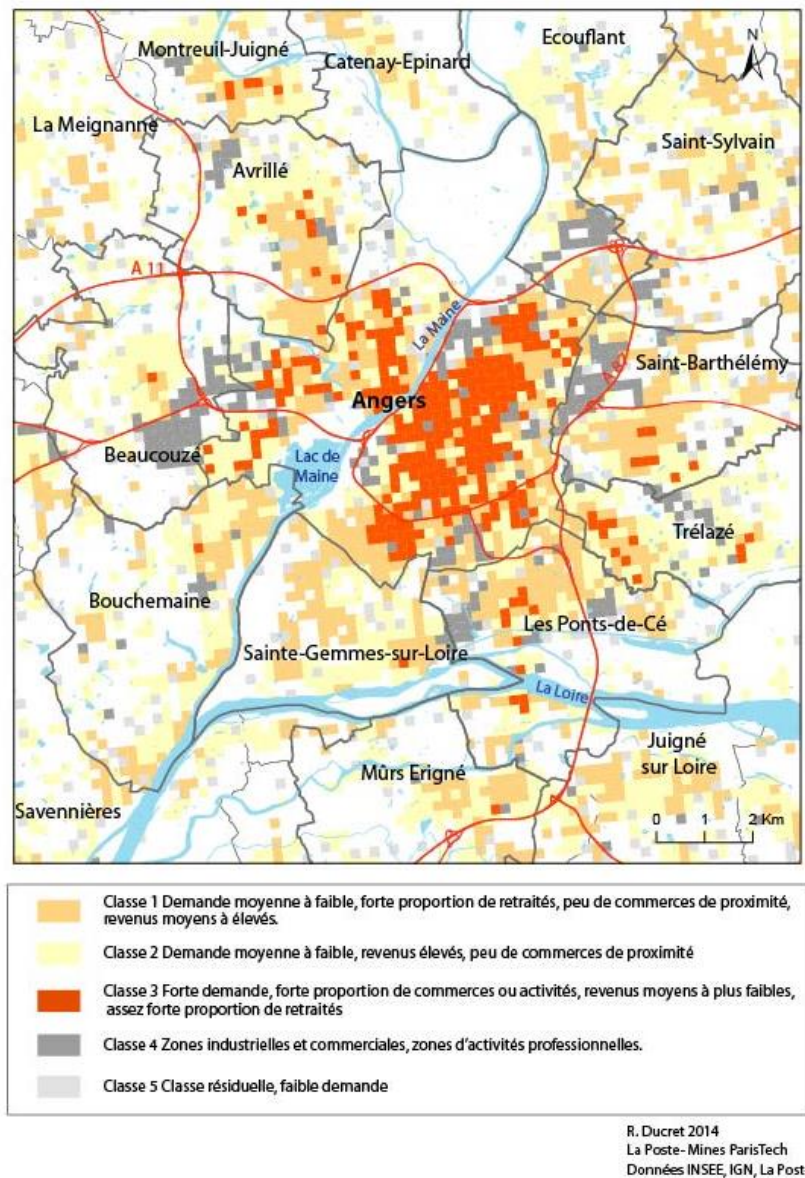 Montreuil-Juigné
Catenay-Epinard
Ecouflant
N
La Meignanne
Saint-Sylvain
Avrillé
A 11
La Maine
A 87
Saint-Barthélémy
Angers
Beaucouzé
Lac de
Maine
Trélazé
Bouchemaine
Les Ponts-de-Cé
Sainte-Gemmes-sur-Loire
La Loire
Juigné
sur Loire
Mûrs Erigné
Savennières
0 1 2 Km
Classe 1 Demande moyenne à faible, forte proportion de retraités, peu de commerces de proximité,
revenus moyens à élevés.
Classe 2 Demande moyenne à faible, revenus élevés, peu de commerces de proximité
Classe 3 Forte demande, forte proportion de commerces ou activités, revenus moyens à plus faibles,
assez forte proportion de retraités
Classe 4 Zones industrielles et commerciales, zones d'activités professionnelles.
Classe 5 Classe résiduelle, faible demande
R. Ducret 2014
La Poste- Mines ParisTech
Données INSEE, IGN, La Post